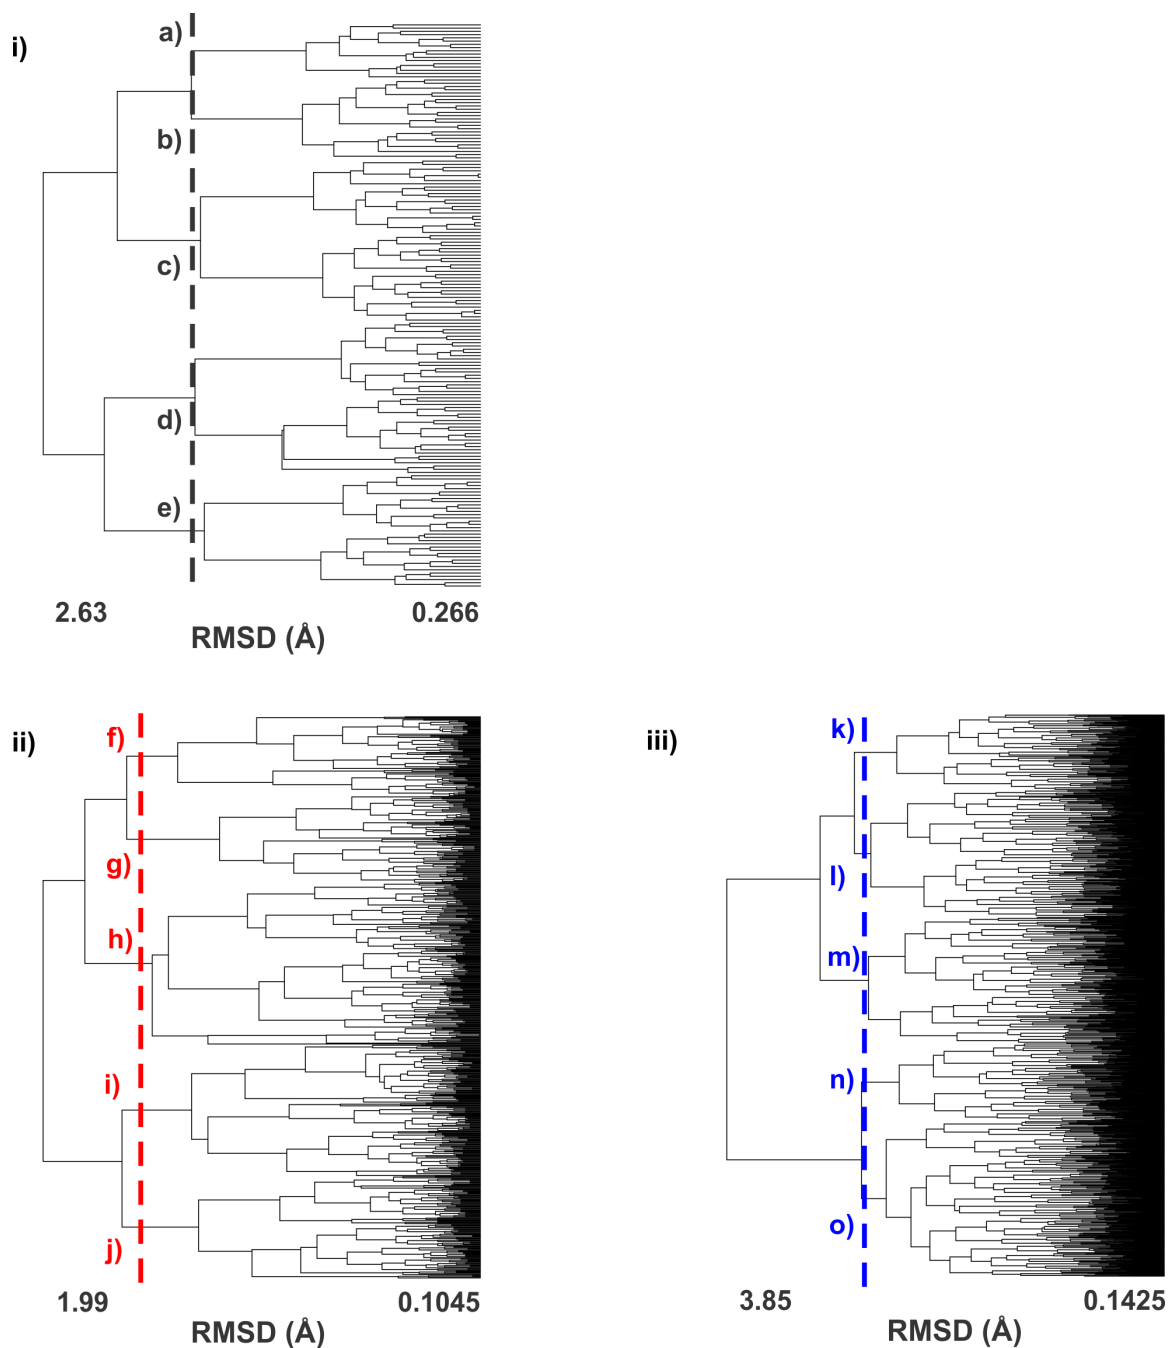 i)
a)
b)
c)
d)
e)
2.63 0.266
RMSD (Å)
ii)
f)
g)
h)
i)
j)
1.99 0.1045
RMSD (Å)
iii)
k)
l)
m)
n)
o)
3.85 0.1425
RMSD (Å)